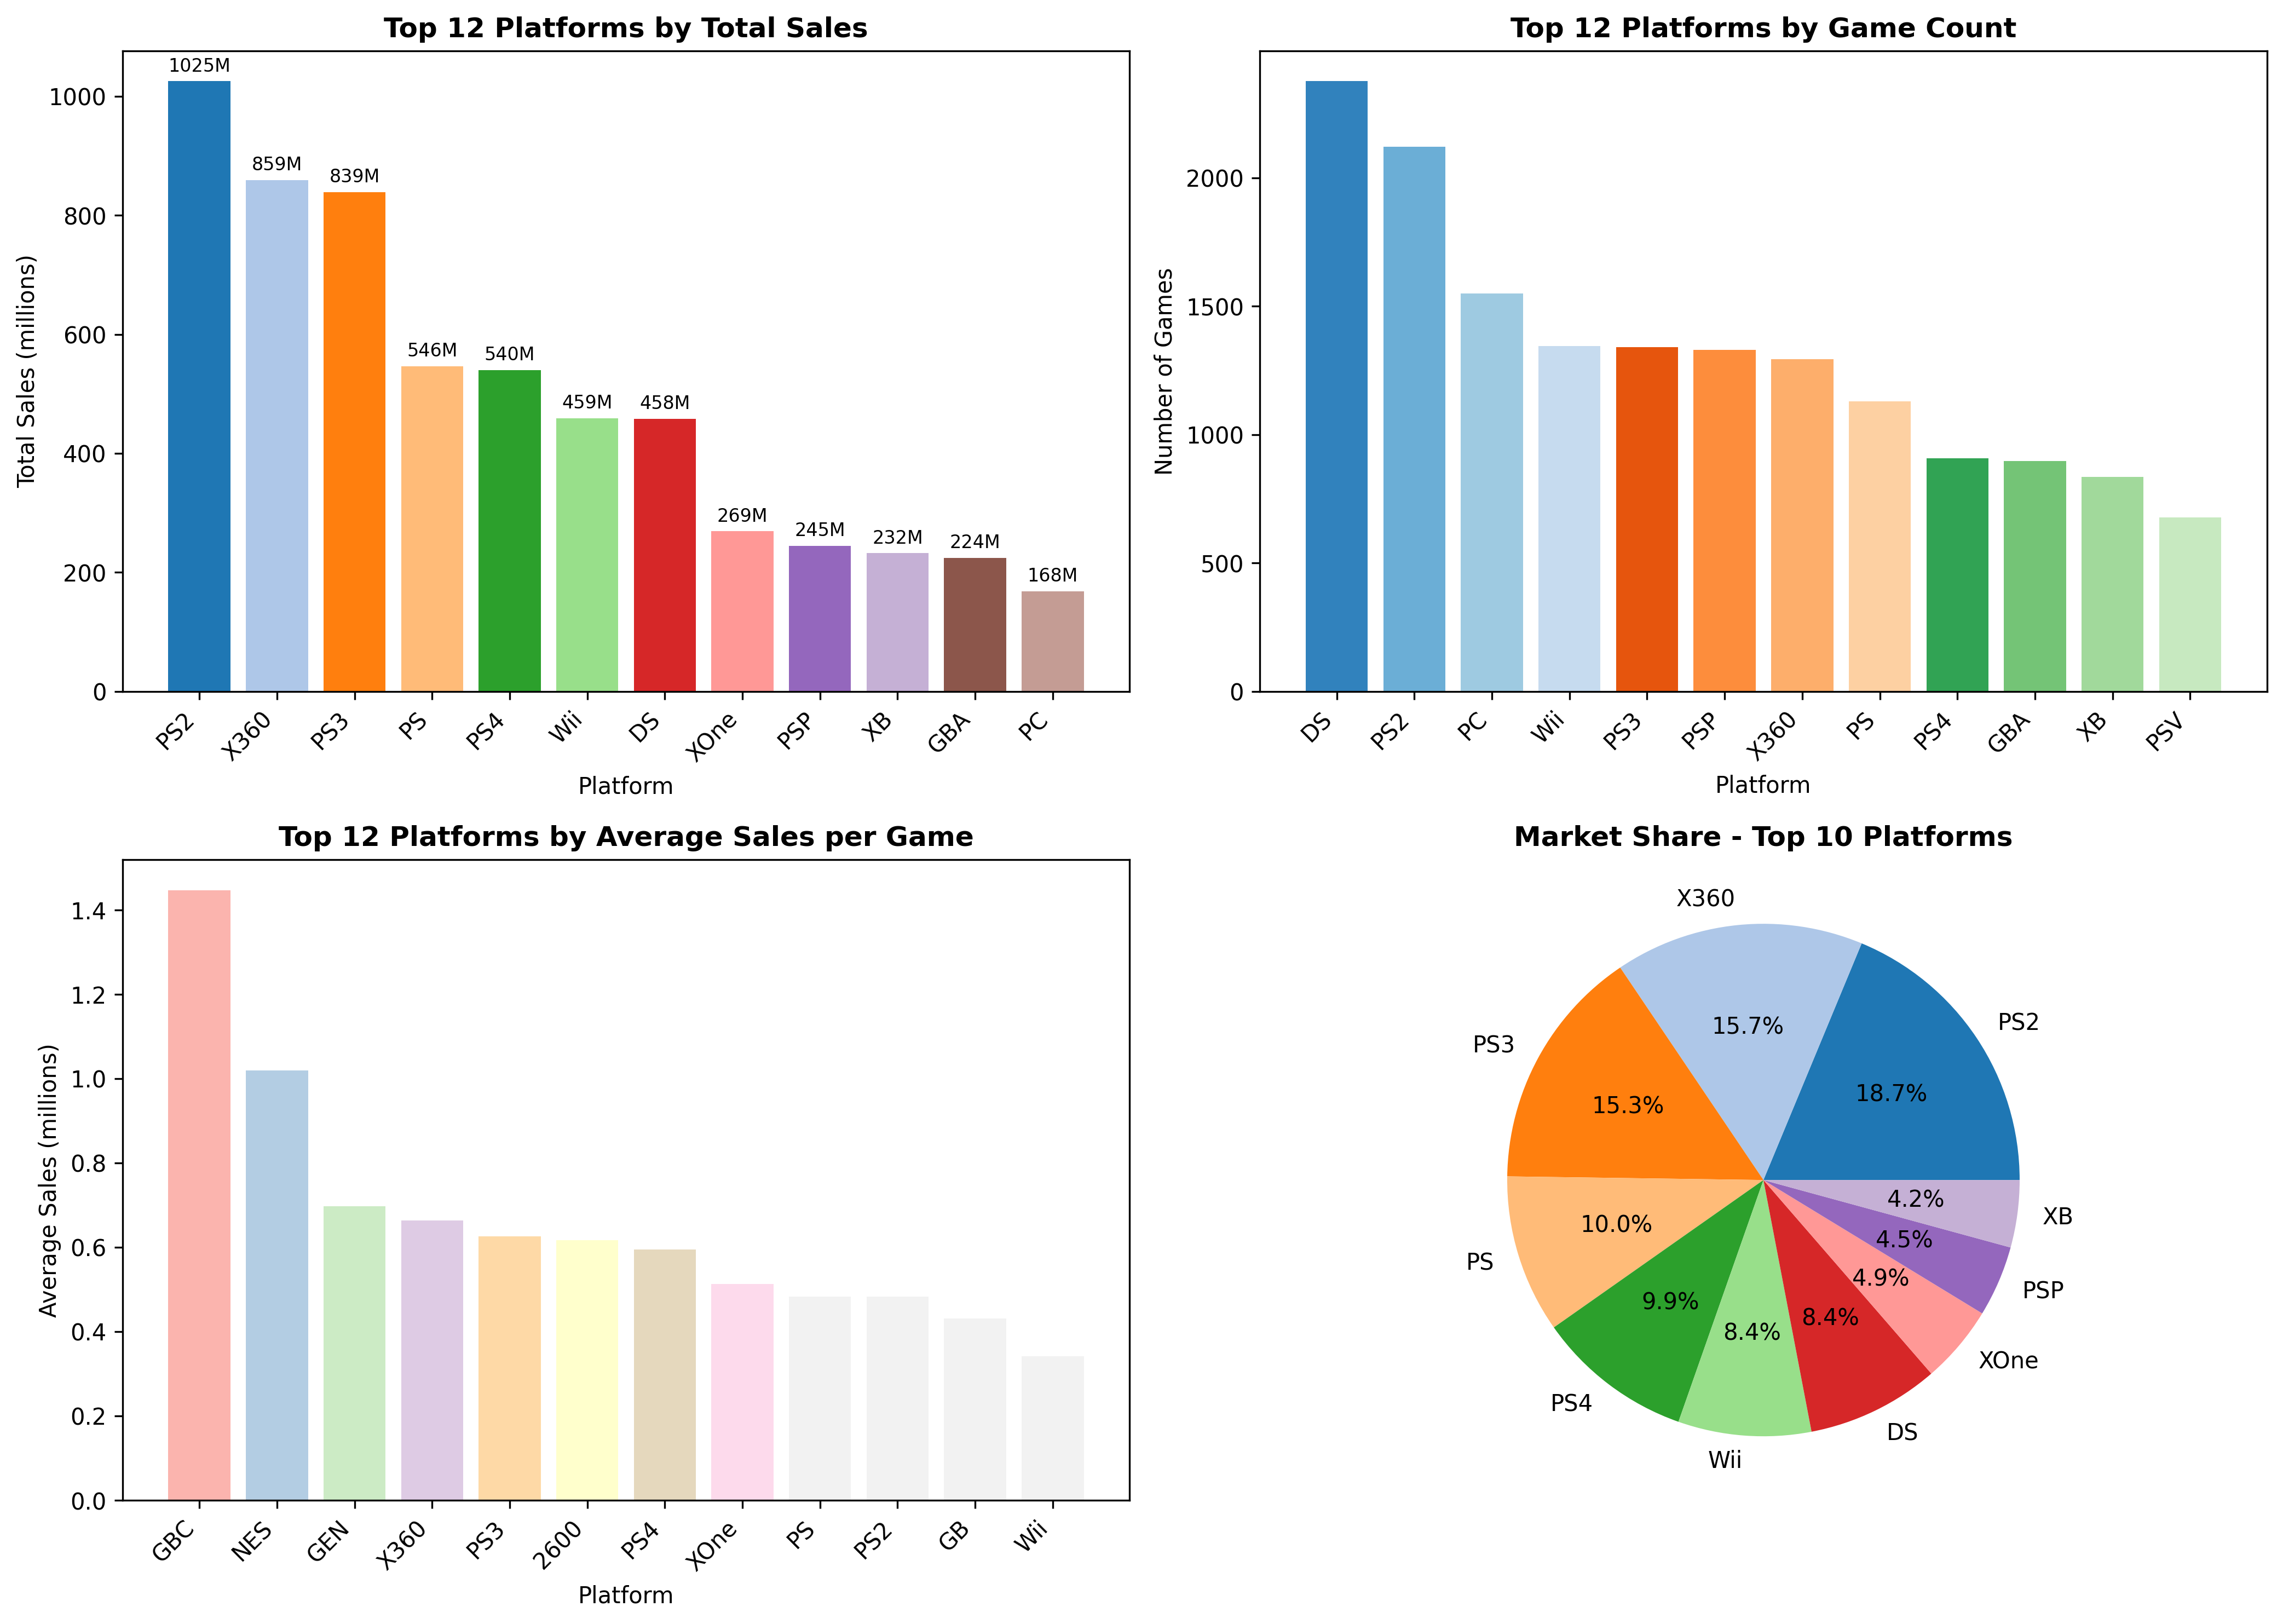 Top 12 Platforms by Total Sales
Total Sales (millions)
1000
800
600
400
200
0
1025M
859M
839M
546M
540M
459M
458M
269M
245M
232M
224M
168M
PS2
X360
PS3
PS
PS4
Wii
DS
XOne
PSP
XB
GBA
PC
Platform
Top 12 Platforms by Game Count
Number of Games
2000
1500
1000
500
0
DS
PS2
PC
Wii
PS3
PSP
X360
PS
PS4
GBA
XB
PSV
Platform
Top 12 Platforms by Average Sales per Game
Average Sales (millions)
1.4
1.2
1.0
0.8
0.6
0.4
0.2
0.0
GBC
NES
GEN
X360
PS3
2600
PS4
XOne
PS
PS2
GB
Wii
Platform
Market Share - Top 10 Platforms
PS2
18.7%
X360
15.7%
PS3
15.3%
PS
10.0%
PS4
9.9%
Wii
8.4%
DS
8.4%
XOne
4.9%
PSP
4.5%
XB
4.2%